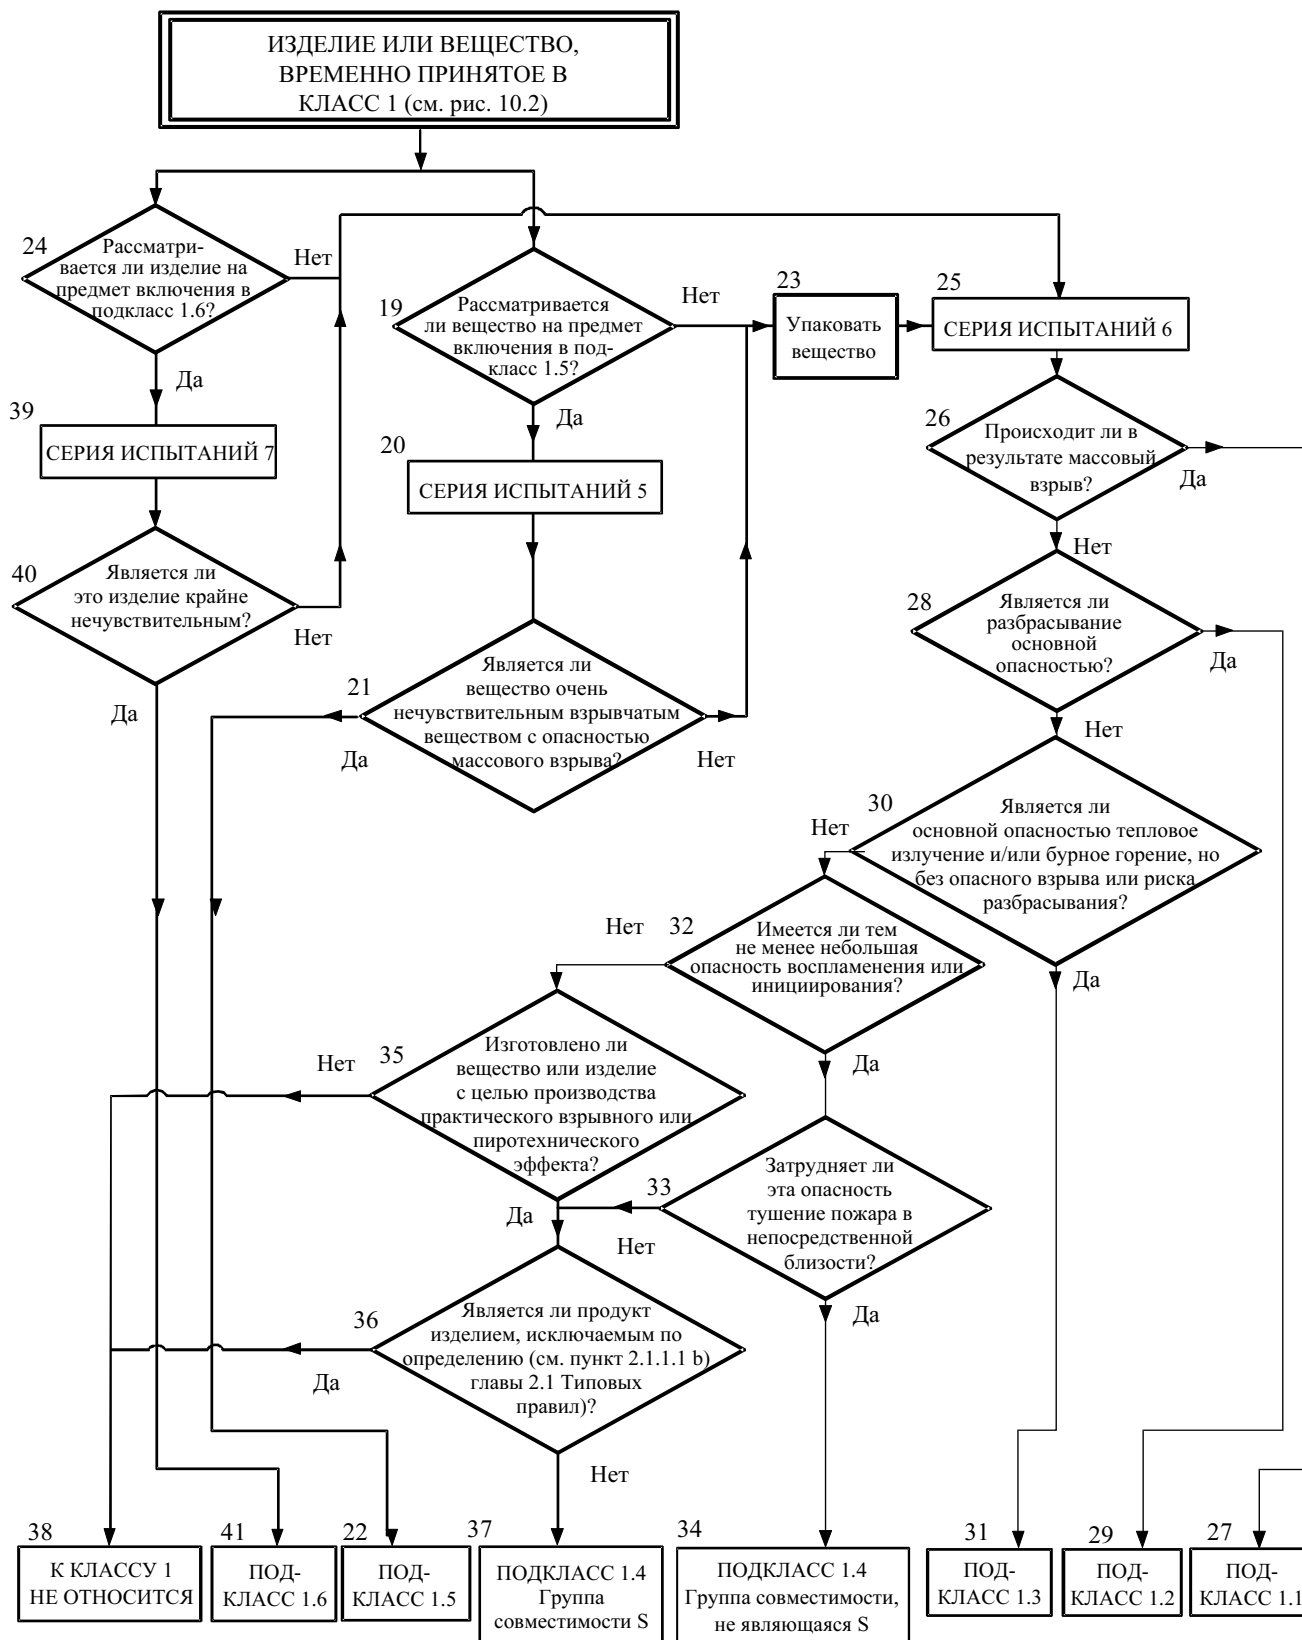 ИЗДЕЛИЕ ИЛИ ВЕЩЕСТВО,
ВРЕМЕННО ПРИНЯТОЕ В
КЛАСС 1 (см. рис. 10.2)
24
Рассматри-
вается ли изделие на
предмет включения в
подкласс 1.6?
Нет
Да
19
Рассматривается
ли вещество на предмет
включения в под-
класс 1.5?
Нет
Да
23
Упаковать
вещество
25
СЕРИЯ ИСПЫТАНИЙ 6
39
СЕРИЯ ИСПЫТАНИЙ 7
20
СЕРИЯ ИСПЫТАНИЙ 5
26
Происходит ли в
результате массовый
взрыв?
Да
Нет
40
Является ли
это изделие крайне
нечувствительным?
Нет
Да
21
Является ли
вещество очень
нечувствительным взрывчатым
веществом с опасностью
массового взрыва?
Да
Нет
28
Является ли
разбрасывание
основной
опасностью?
Да
Нет
30
Является ли
основной опасностью тепловое
излучение и/или бурное горение, но
без опасного взрыва или риска
разбрасывания?
Нет
Да
32
Имеется ли тем
не менее небольшая
опасность воспламенения или
инициирования?
Нет
Да
35
Изготовлено ли
вещество или изделие
с целью производства
практического взрывного или
пиротехнического
эффекта?
Нет
Да
33
Затрудняет ли
эта опасность
тушение пожара в
непосредственной
близости?
Нет
Да
36
Является ли продукт
изделием, исключаемым по
определению (см. пункт 2.1.1.1 b)
главы 2.1 Типовых
правил)?
Да
Нет
38
К КЛАССУ 1
НЕ ОТНОСИТСЯ
41
ПОД-
КЛАСС 1.6
22
ПОД-
КЛАСС 1.5
37
ПОДКЛАСС 1.4
Группа
совместимости S
34
ПОДКЛАСС 1.4
Группа совместимости,
не являющаяся S
31
ПОД-
КЛАСС 1.3
29
ПОД-
КЛАСС 1.2
27
ПОД-
КЛАСС 1.1